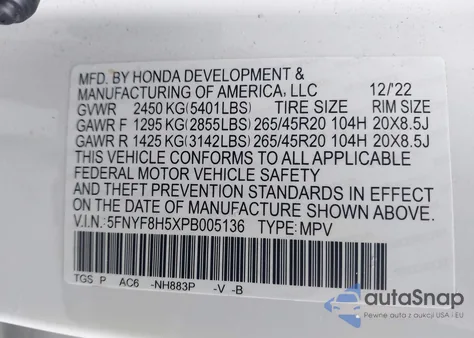 MFD. BY HONDA DEVELOPMENT &
MANUFACTURING OF AMERICA, LLC 12/'22
GVWR 2450 KG(5401LBS) TIRE SIZE RIM SIZE
GAWR F 1295 KG(2855LBS) 265/45R20 104H 20X8.5J
GAWR R 1425 KG(3142LBS) 265/45R20 104H 20X8.5J
THIS VEHICLE CONFORMS TO ALL APPLICABLE
FEDERAL MOTOR VEHICLE SAFETY
AND THEFT PREVENTION STANDARDS IN EFFECT
ON THE DATE OF MANUFACTURE SHOWN ABOVE.
V.I.N.: 5FNYF8H5XPB005136 TYPE: MPV
TGS P AC6 -NH883P -V -B
autoSnap
Pewne auto z USA i EU